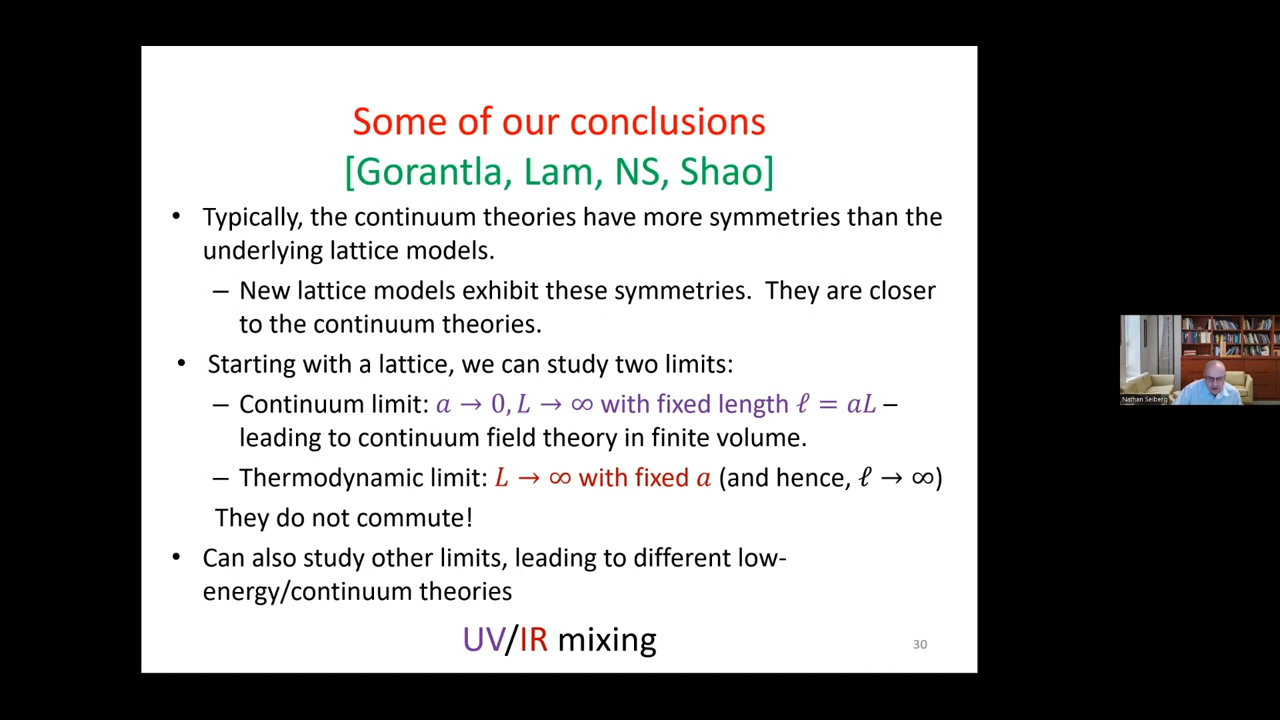 Some of our conclusions
[Gorantla, Lam, NS, Shao]
• Typically, the continuum theories have more symmetries than the
underlying lattice models.
– New lattice models exhibit these symmetries.  They are closer
to the continuum theories.
• Starting with a lattice, we can study two limits:
– Continuum limit: a → 0, L → ∞ with fixed length ℓ = aL –
leading to continuum field theory in finite volume.
– Thermodynamic limit: L → ∞ with fixed a (and hence, ℓ → ∞)
They do not commute!
• Can also study other limits, leading to different low-
energy/continuum theories
UV/IR mixing
30
Nathan Seiberg